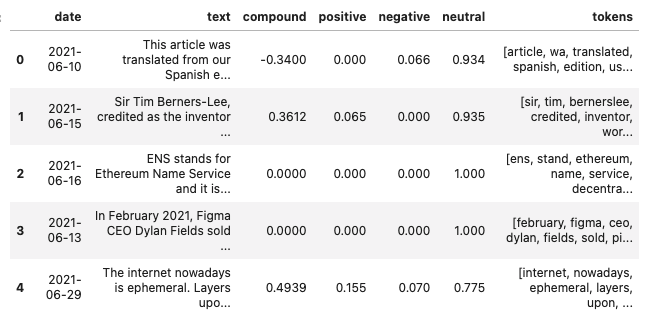 date text compound positive negative neutral tokens
This article was
0 2021- translated from our -0.3400 0.000 0.066 0.934 [article, wa, translated,
06-10 Spanish e... spanish, edition, us...
Sir Tim Berners-Lee, [sir, tim, bernerslee,
1 2021- credited as the inventor 0.3612 0.065 0.000 0.935 credited, inventor,
06-15 ... wor...
ENS stands for [ens, stand, ethereum,
2 2021- Ethereum Name Service 0.0000 0.000 0.000 1.000 name, service,
06-16 and it is... decentra...
In February 2021, Figma [february, figma, ceo,
3 2021- CEO Dylan Fields sold 0.0000 0.000 0.000 1.000 dylan, fields, sold, pi...
06-13 ...
The internet nowadays [internet, nowadays,
4 2021- is ephemeral. Layers 0.4939 0.155 0.070 0.775 ephemeral, layers,
06-29 upo... upon, ...